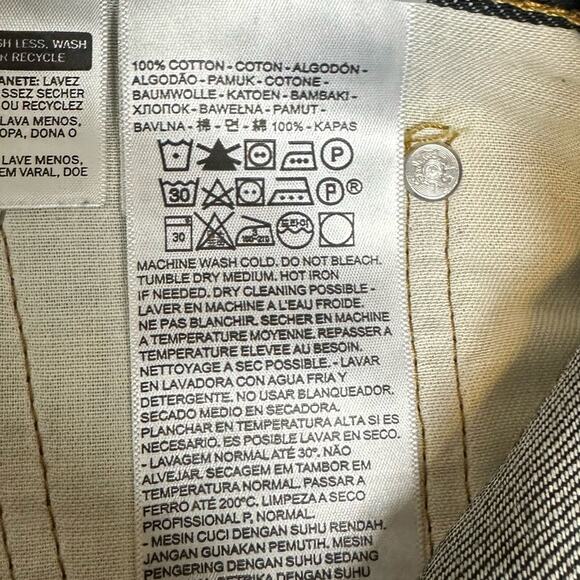 SH LESS, WASH
R RECYCLE
ANETE: LAVEZ
SSEZ SECHER
OU RECYCLEZ
LAVA MENOS,
OPA, DONA O
LAVE MENOS,
EM VARAL, DOE
100% COTTON - COTON - ALGODÓN -
ALGODÃO - PAMUK - COTONE -
BAUMWOLLE - KATOEN - BAMBAKI -
ХЛОПОК - BAWEŁNA - PAMUT -
BAVLNA - 棉 - 면 - 綿 100% - KAPAS
P
30 P®
30 3 180-210 드라이
MACHINE WASH COLD. DO NOT BLEACH.
TUMBLE DRY MEDIUM. HOT IRON
IF NEEDED. DRY CLEANING POSSIBLE -
LAVER EN MACHINE A L'EAU FROIDE.
NE PAS BLANCHIR. SECHER EN MACHINE
A TEMPERATURE MOYENNE. REPASSER A
TEMPERATURE ELEVEE AU BESOIN.
NETTOYAGE A SEC POSSIBLE. - LAVAR
EN LAVADORA CON AGUA FRIA Y
DETERGENTE. NO USAR BLANQUEADOR.
SECADO MEDIO EN SECADORA.
PLANCHAR EN TEMPERATURA ALTA SI ES
NECESARIO. ES POSIBLE LAVAR EN SECO.
- LAVAGEM NORMAL ATÉ 30°. NÃO
ALVEJAR. SECAGEM EM TAMBOR EM
TEMPERATURA NORMAL. PASSAR A
FERRO ATÉ 200°C. LIMPEZA A SECO
PROFISSIONAL P, NORMAL.
- MESIN CUCI DENGAN SUHU RENDAH.
JANGAN GUNAKAN PEMUTIH. MESIN
PENGERING DENGAN SUHU SEDANG